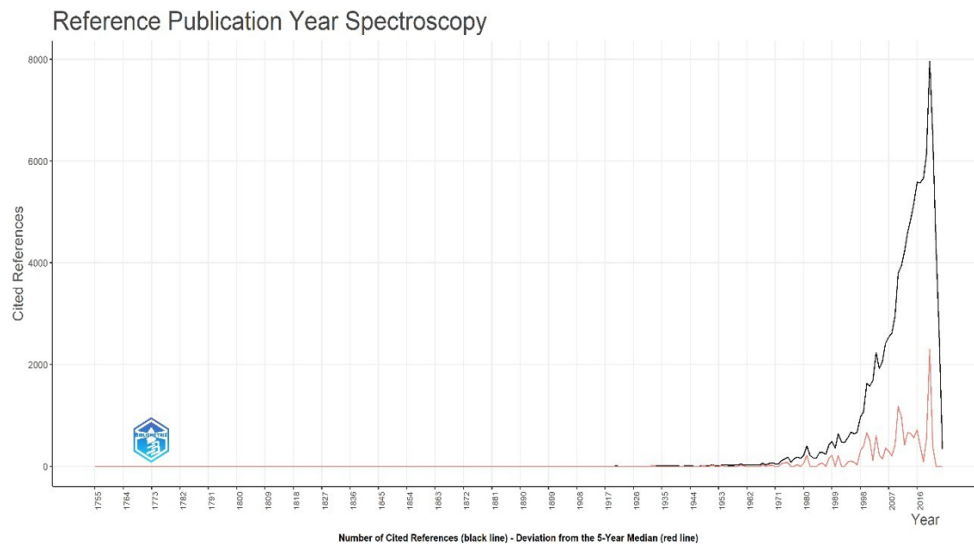 Reference Publication Year Spectroscopy
8000
6000
4000
2000
0
Cited References
BIBLIOMETRIX
1755 1764 1773 1782 1791 1800 1809 1818 1827 1836 1845 1854 1863 1872 1881 1890 1899 1908 1917 1926 1935 1944 1953 1962 1971 1980 1989 1998 2007 2016
Year
Number of Cited References (black line) - Deviation from the 5-Year Median (red line)